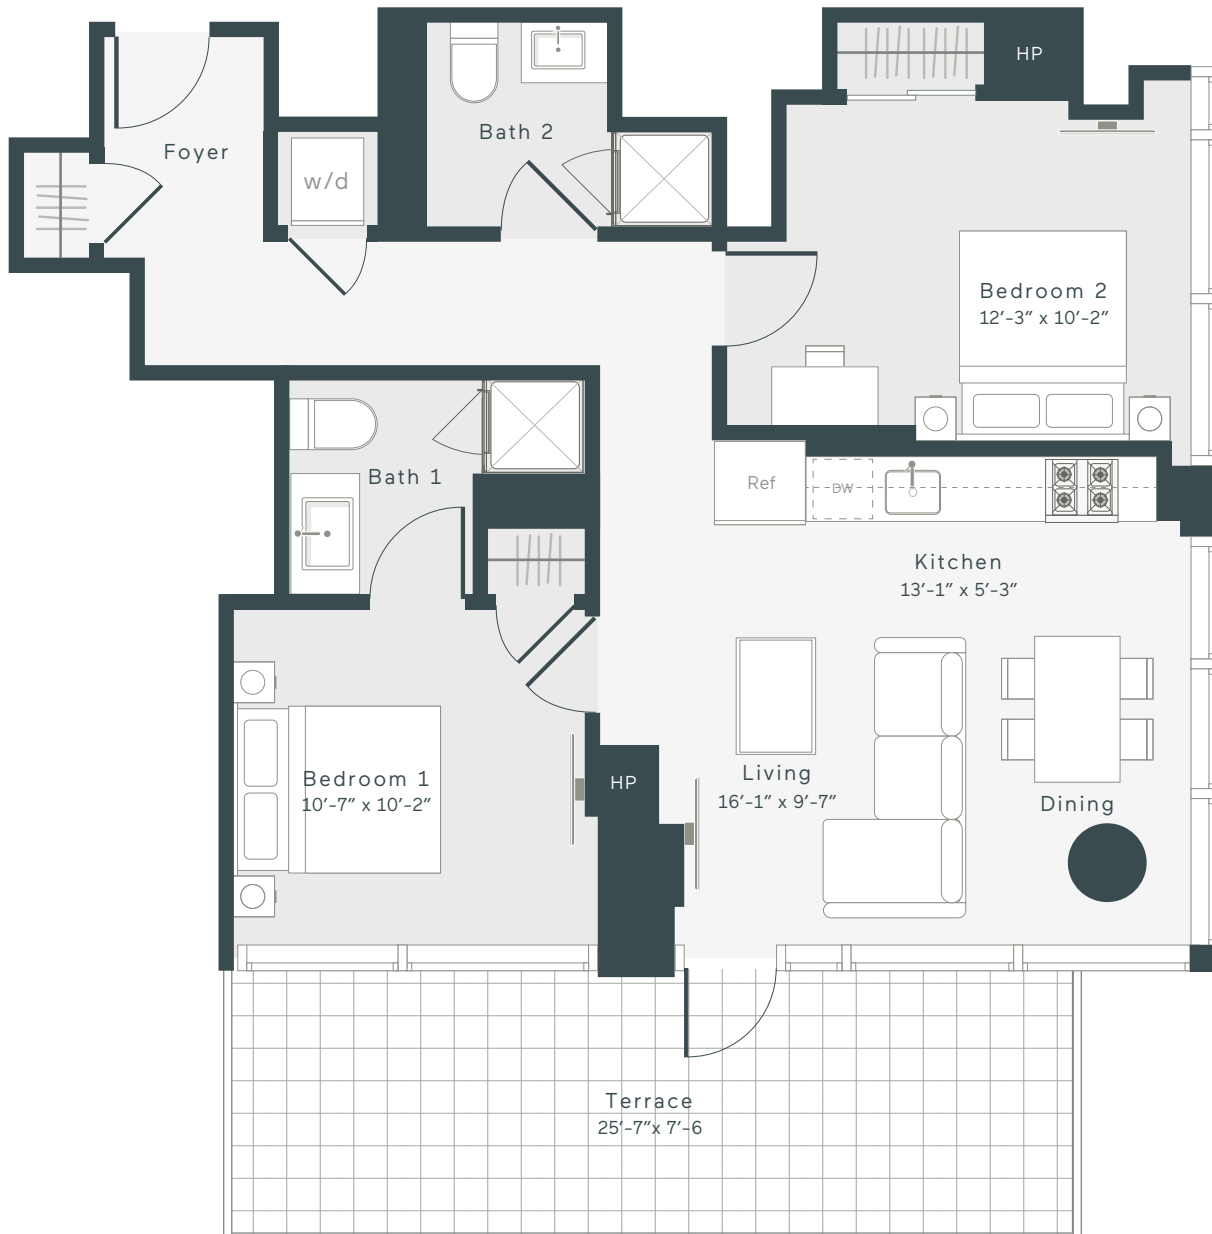 HP
Bath 2
Foyer
w/d
Bedroom 2
12’-3” x 10’-2”
Bath 1
Ref
DW
Kitchen
13’-1” x 5’-3”
Bedroom 1
10’-7” x 10’-2”
HP
Living
16’-1” x 9’-7”
Dining
Terrace
25’-7”x 7’-6